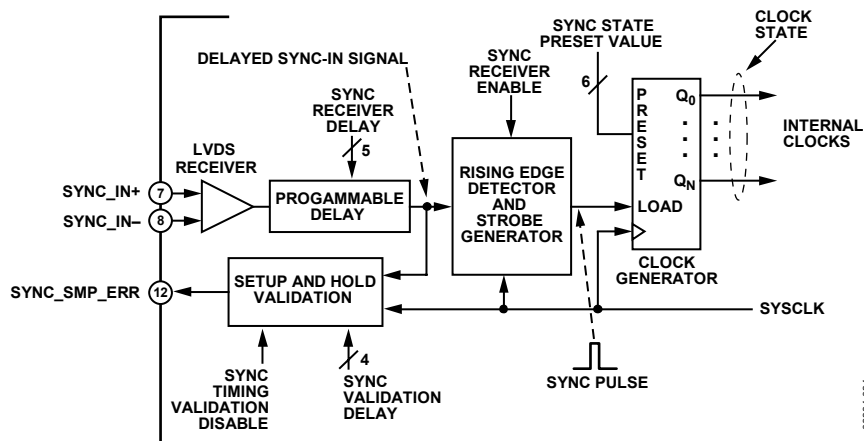 CLOCK
STATE
SYNC STATE
PRESET VALUE
DELAYED SYNC-IN SIGNAL
SYNC
RECEIVER
ENABLE
SYNC
RECEIVER
DELAY
6
P
R
E
S
E
T
Q0
INTERNAL
CLOCKS
LVDS
RECEIVER
5
SYNC_IN+
7
PROGAMMABLE
DELAY
RISING EDGE
DETECTOR
AND
STROBE
GENERATOR
QN
LOAD
SYNC_IN–
8
CLOCK
GENERATOR
SETUP AND HOLD
VALIDATION
SYNC_SMP_ERR
12
SYSCLK
4
SYNC
TIMING
VALIDATION
DISABLE
SYNC
VALIDATION
DELAY
SYNC PULSE